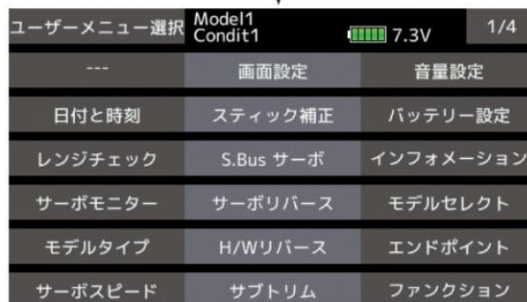 ユーザーメニュー選択 Model1 Condit1 7.3V 1/4
--- 画面設定 音量設定
日付と時刻 スティック補正 バッテリー設定
レンジチェック S.Bus サーボ インフォメーション
サーボモニター サーボリバース モデルセレクト
モデルタイプ H/Wリバース エンドポイント
サーボスピード サブトリム ファンクション